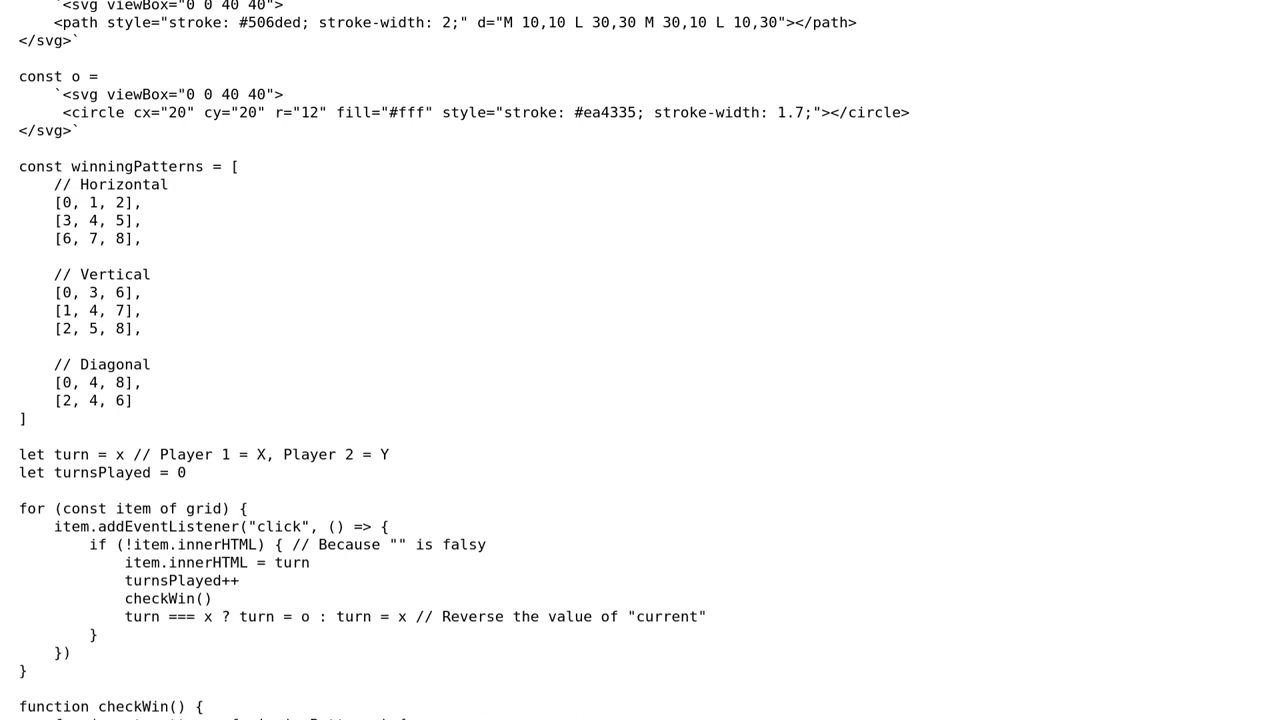 `<svg viewBox="0 0 40 40">
<path style="stroke: #506ded; stroke-width: 2;" d="M 10,10 L 30,30 M 30,10 L 10,30"></path>
</svg>`
const o =
`<svg viewBox="0 0 40 40">
<circle cx="20" cy="20" r="12" fill="#fff" style="stroke: #ea4335; stroke-width: 1.7;"></circle>
</svg>`
const winningPatterns = [
// Horizontal
[0, 1, 2],
[3, 4, 5],
[6, 7, 8],
// Vertical
[0, 3, 6],
[1, 4, 7],
[2, 5, 8],
// Diagonal
[0, 4, 8],
[2, 4, 6]
]
let turn = x // Player 1 = X, Player 2 = Y
let turnsPlayed = 0
for (const item of grid) {
item.addEventListener("click", () => {
if (!item.innerHTML) { // Because "" is falsy
item.innerHTML = turn
turnsPlayed++
checkWin()
turn === x ? turn = o : turn = x // Reverse the value of "current"
}
})
}
function checkWin() {